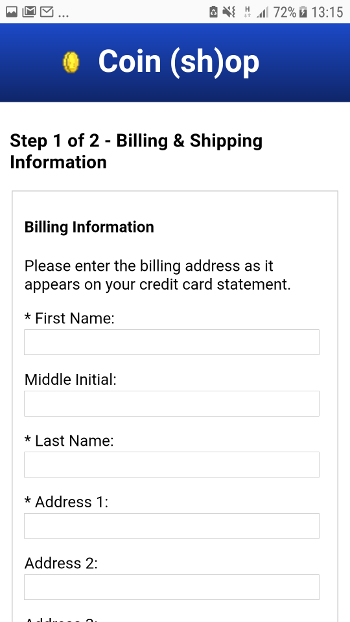 ... H 72% 13:15
Coin (sh)op
Step 1 of 2 - Billing & Shipping
Information
Billing Information
Please enter the billing address as it
appears on your credit card statement.
* First Name:
Middle Initial:
* Last Name:
* Address 1:
Address 2: